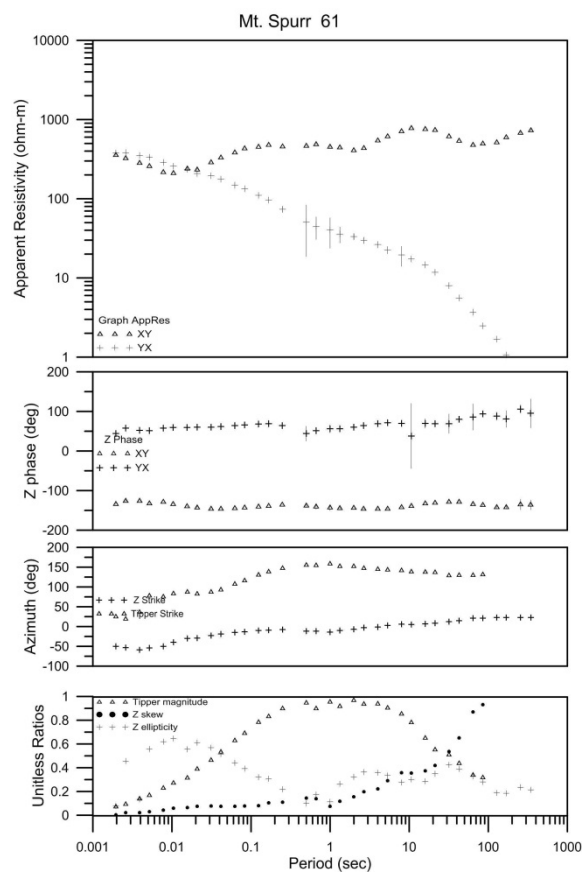 Mt. Spurr 61
Apparent Resistivity (ohm-m)
10000
1000
100
10
1
Graph AppRes
XY
YX
Z phase (deg)
200
100
0
-100
-200
Z Phase
XY
YX
Azimuth (deg)
200
150
100
50
0
-50
-100
Z Strike
Tipper Strike
Unitless Ratios
1
0.8
0.6
0.4
0.2
0
Tipper magnitude
Z skew
Z ellipticity
0.001 0.01 0.1 1 10 100 1000
Period (sec)